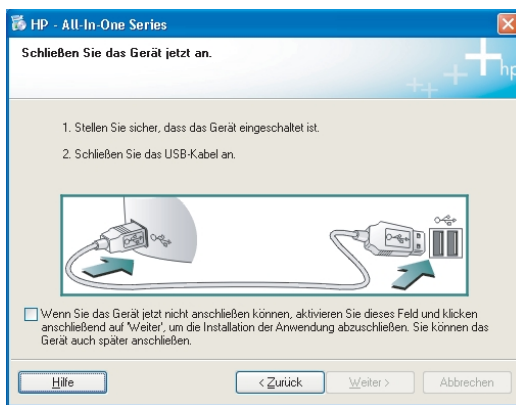 HP - All-In-One Series
Schließen Sie das Gerät jetzt an.
hp
1. Stellen Sie sicher, dass das Gerät eingeschaltet ist.
2. Schließen Sie das USB-Kabel an.
Wenn Sie das Gerät jetzt nicht anschließen können, aktivieren Sie dieses Feld und klicken
anschließend auf 'Weiter', um die Installation der Anwendung abzuschließen. Sie können das
Gerät auch später anschließen.
Hilfe
< Zurück
Weiter >
Abbrechen